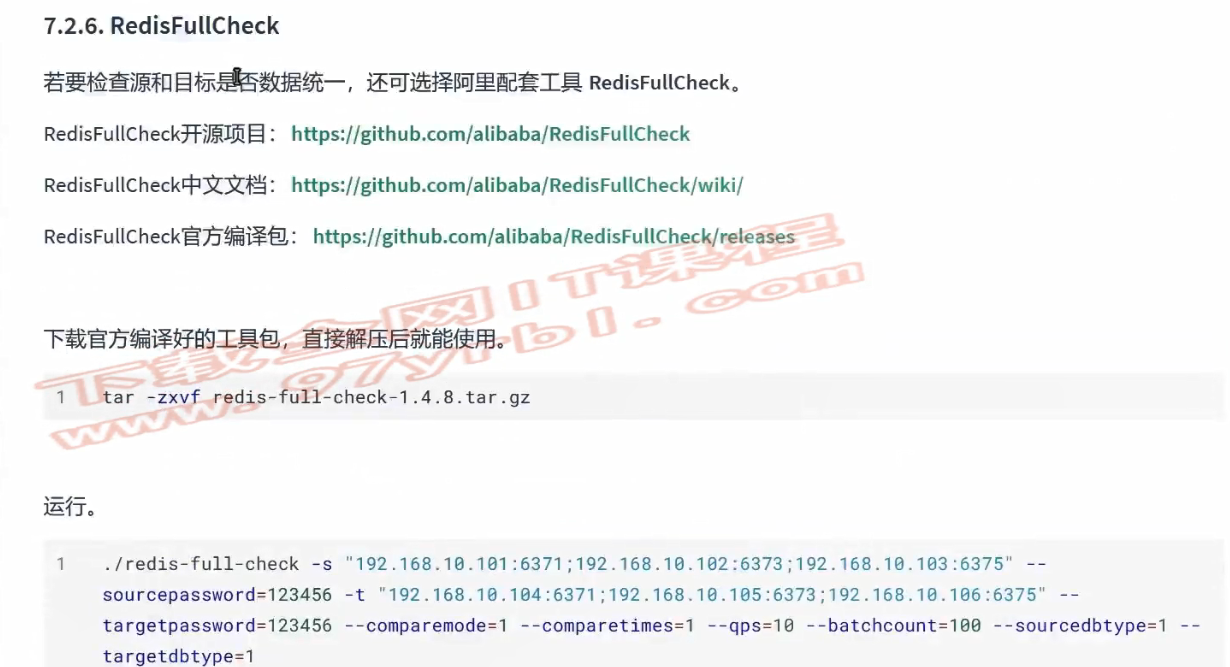 7.2.6. RedisFullCheck
若要检查源和目标是否数据统一，还可选择阿里配套工具 RedisFullCheck。
RedisFullCheck开源项目： https://github.com/alibaba/RedisFullCheck
RedisFullCheck中文文档： https://github.com/alibaba/RedisFullCheck/wiki/
RedisFullCheck官方编译包： https://github.com/alibaba/RedisFullCheck/releases
下载官方编译好的工具包，直接解压后就能使用。
1 tar -zxvf redis-full-check-1.4.8.tar.gz
下载全网IT课程
www.97yrbl.com
运行。
1 ./redis-full-check -s "192.168.10.101:6371;192.168.10.102:6373;192.168.10.103:6375" --
sourcepassword=123456 -t "192.168.10.104:6371;192.168.10.105:6373;192.168.10.106:6375" --
targetpassword=123456 --comparemode=1 --comparetimes=1 --qps=10 --batchcount=100 --sourcedbtype=1 --
targetdbtype=1